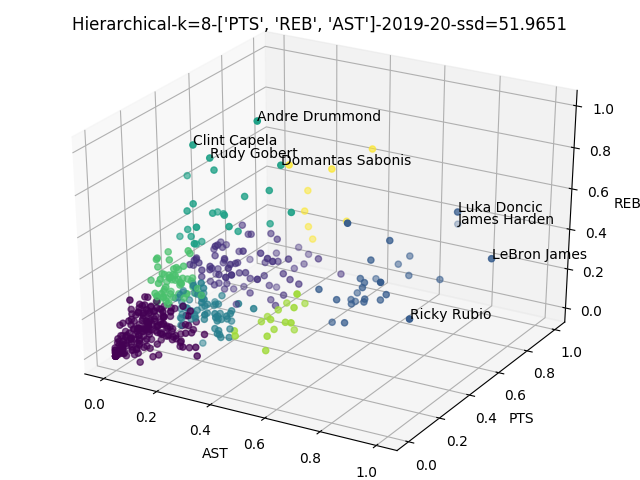 Hierarchical-k=8-['PTS', 'REB', 'AST']-2019-20-ssd=51.9651
Andre Drummond
Clint Capela
Rudy Gobert
Domantas Sabonis
Luka Doncic
James Harden
LeBron James
Ricky Rubio
1.0
0.8
0.6
REB
0.4
0.2
0.0
0.0
0.2
0.4
0.6
0.8
1.0
AST
0.0
0.2
0.4
0.6
0.8
1.0
PTS